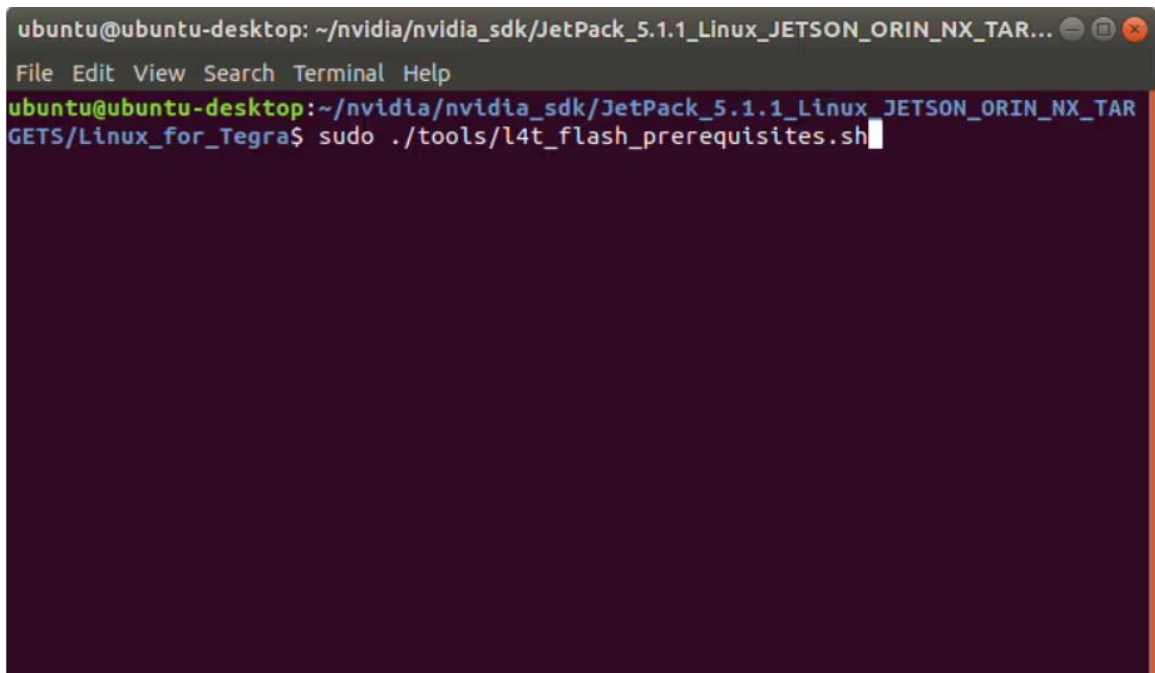 ubuntu@ubuntu-desktop: ~/nvidia/nvidia_sdk/JetPack_5.1.1_Linux_JETSON_ORIN_NX_TAR...
File Edit View Search Terminal Help
ubuntu@ubuntu-desktop:~/nvidia/nvidia_sdk/JetPack_5.1.1_Linux_JETSON_ORIN_NX_TAR
GETS/Linux_for_Tegra$ sudo ./tools/l4t_flash_prerequisites.sh